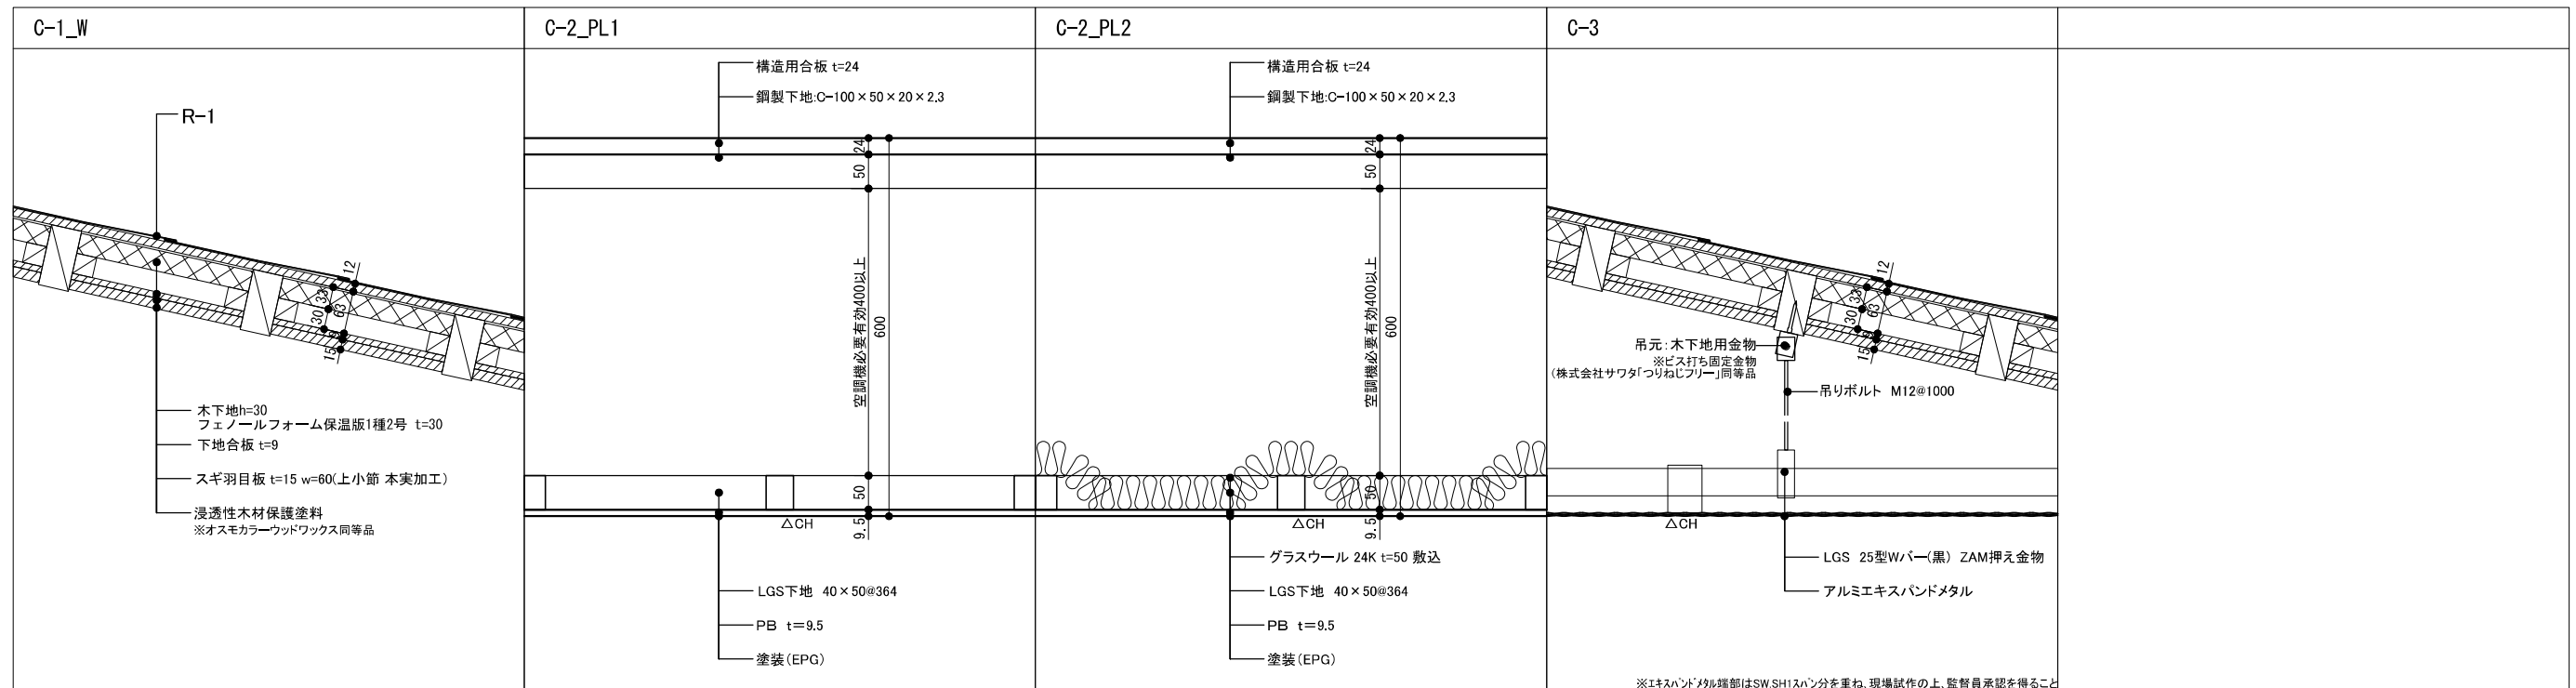 C-1_W
R-1
12
33
63
30
9
15
木下地h=30
フェノールフォーム保温版1種2号 t=30
下地合板 t=9
スギ羽目板 t=15 w=60(上小節 本実加工)
浸透性木材保護塗料
※オスモカラーウッドワックス同等品
C-2_PL1
構造用合板 t=24
鋼製下地:C-100×50×20×2.3
24
50
空調機必要有効400以上
600
50
9.5
△CH
LGS下地 40×50@364
PB t=9.5
塗装(EPG)
C-2_PL2
構造用合板 t=24
鋼製下地:C-100×50×20×2.3
24
50
空調機必要有効400以上
600
50
9.5
△CH
グラスウール 24K t=50 敷込
LGS下地 40×50@364
PB t=9.5
塗装(EPG)
C-3
12
33
63
30
9
15
吊元:木下地用金物
※ビス打ち固定金物
(株式会社サワタ「つりねじフリー」同等品
吊りボルト M12@1000
△CH
LGS 25型Wバー(黒) ZAM押え金物
アルミエキスパンドメタル
※エキスパンドメタル端部はSW,SH1スパン分を重ね、現場試作の上、監督員承認を得ること